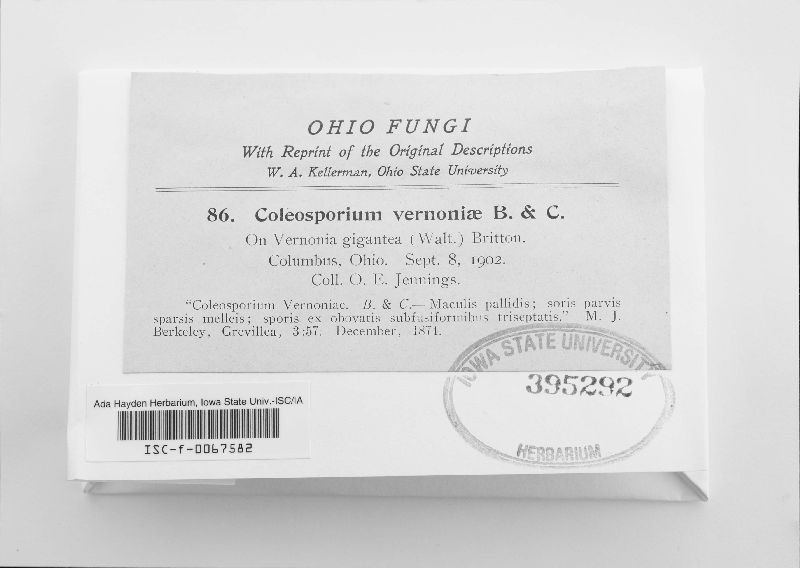 OHIO FUNGI
With Reprint of the Original Descriptions
W. A. Kellerman, Ohio State University
86. Coleosporium vernoniæ B. & C.
On Vernonia gigantea (Walt.) Britton.
Columbus, Ohio. Sept. 8, 1902.
Coll. O. E. Jennings.
"Coleosporium Vernoniae. B. & C.—Maculis pallidis; soris parvis
sparsis melleis; sporis ex obovatis subfusiformibus triseptatis." M. J.
Berkeley, Grevillea, 3:57. December, 1874.
IOWA STATE UNIVERSITY
395292
HERBARIUM
Ada Hayden Herbarium, Iowa State Univ.-ISC/IA
ISC-f-0067582